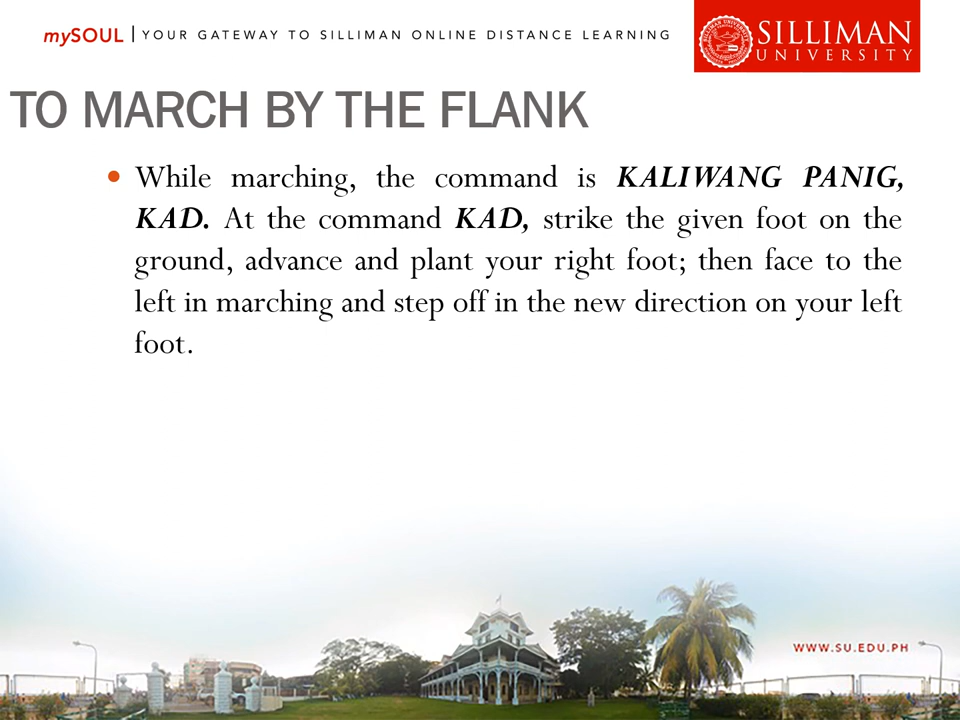 mySOUL | YOUR GATEWAY TO SILLIMAN ONLINE DISTANCE LEARNING
SILLIMAN
UNIVERSITY
TO MARCH BY THE FLANK
• While marching, the command is KALIWANG PANIG,
KAD. At the command KAD, strike the given foot on the
ground, advance and plant your right foot; then face to the
left in marching and step off in the new direction on your left
foot.
WWW.SU.EDU.PH